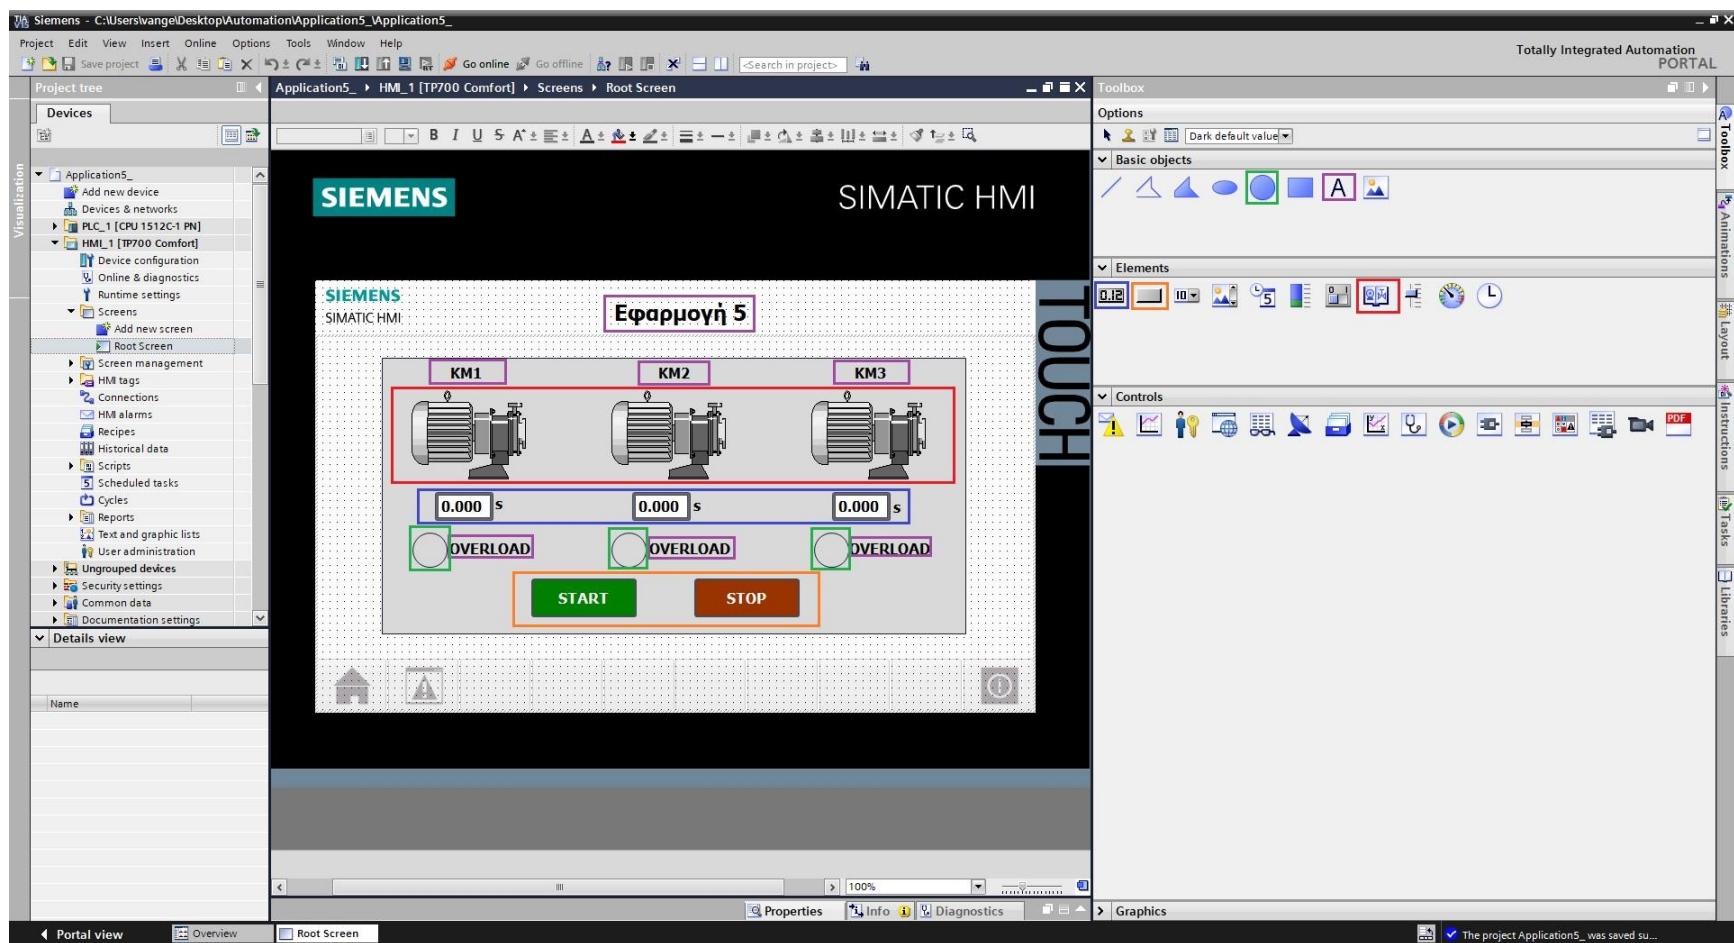 Siemens - C:\Users\vange\Desktop\Automation\Application5_\Application5_
Project Edit View Insert Online Options Tools Window Help
Totally Integrated Automation
PORTAL
Save project Go online Go offline <Search in project>
Project tree
Application5_ HMI_1 [TP700 Comfort] Screens Root Screen
Toolbox
Devices
Options
B I U S A A
Dark default value
Basic objects
A
Visualization
Application5_
Add new device
Devices & networks
PLC_1 [CPU 1512C-1 PN]
HMI_1 [TP700 Comfort]
Device configuration
Online & diagnostics
Runtime settings
Screens
Add new screen
Root Screen
Screen management
HMI tags
Connections
HMI alarms
Recipes
Historical data
Scripts
Scheduled tasks
Cycles
Reports
Text and graphic lists
User administration
Ungrouped devices
Security settings
Common data
Documentation settings
Details view
Name
SIEMENS
SIMATIC HMI
SIEMENS
SIMATIC HMI
TOUCH
Εφαρμογή 5
KM1 KM2 KM3
0.000 s 0.000 s 0.000 s
OVERLOAD OVERLOAD OVERLOAD
START STOP
Elements
0.12 10 5
Controls
PDF
Graphics
Toolbox
Animations
Layout
Instructions
Tasks
Libraries
100%
Properties Info Diagnostics
Portal view Overview Root Screen
The project Application5_ was saved su...